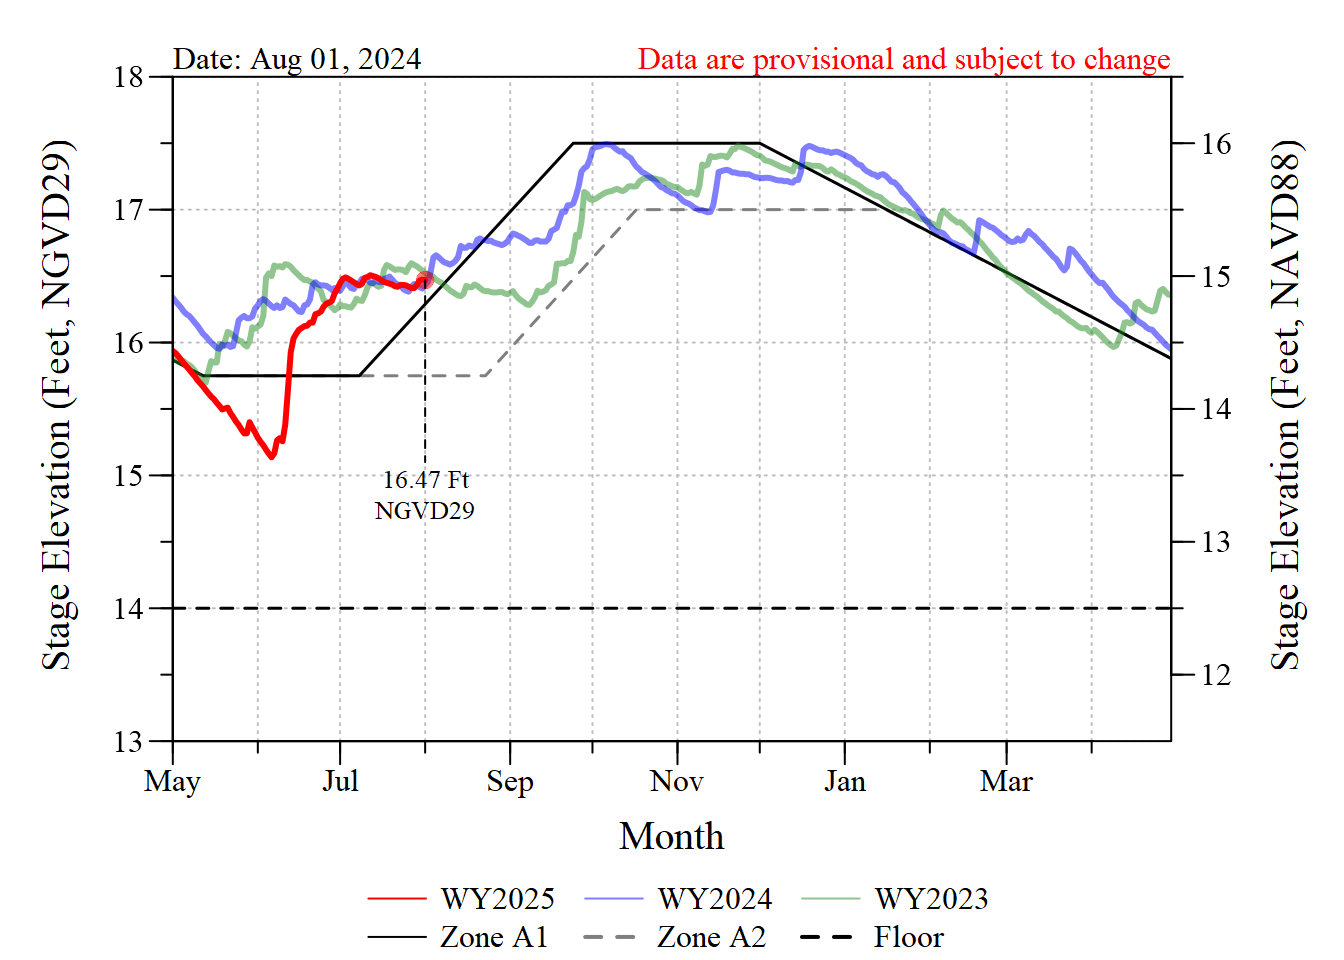 Date: Aug 01, 2024
Data are provisional and subject to change
18
17
16
15
14
13
Stage Elevation (Feet, NGVD29)
16
15
14
13
12
Stage Elevation (Feet, NAVD88)
16.47 Ft
NGVD29
May
Jul
Sep
Nov
Jan
Mar
Month
WY2025
WY2024
WY2023
Zone A1
Zone A2
Floor